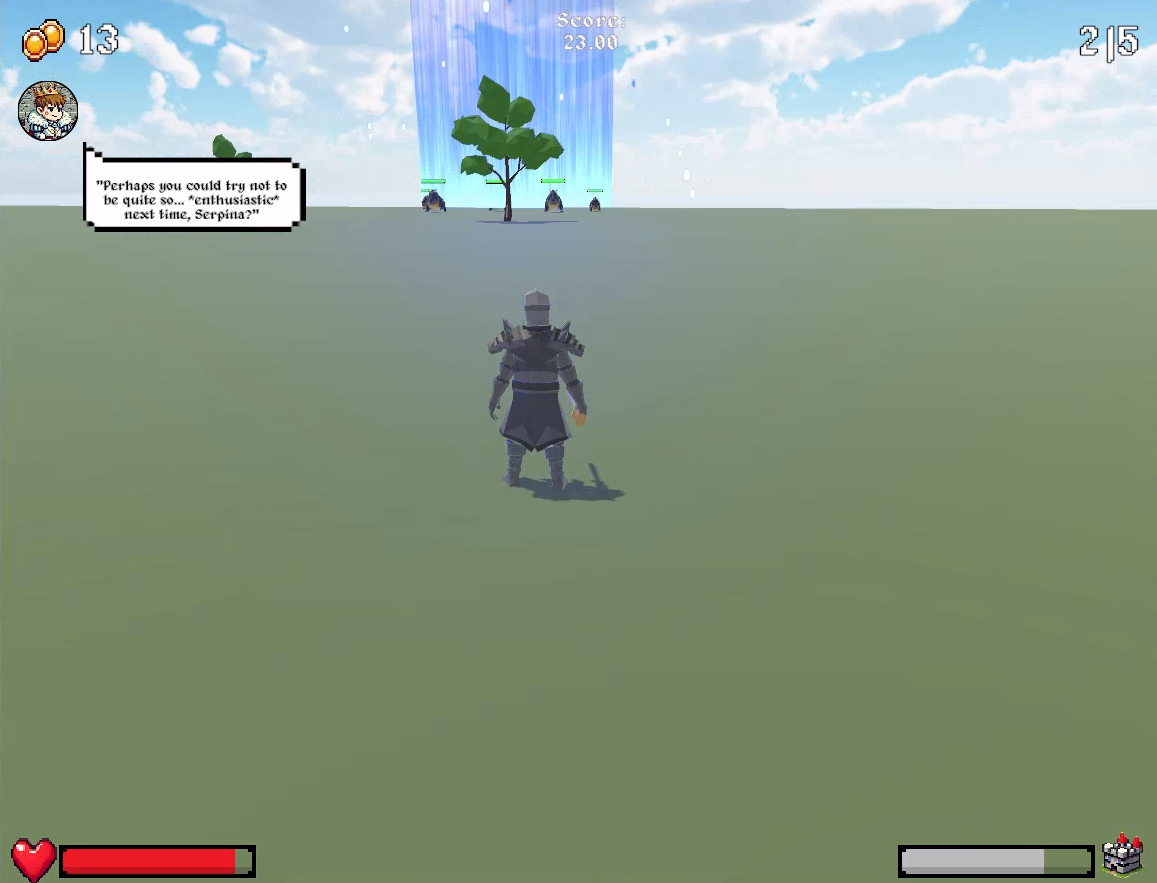 13
Score:
23.00
2|5
"Perhaps you could try not to
be quite so... *enthusiastic*
next time, Serpina?"